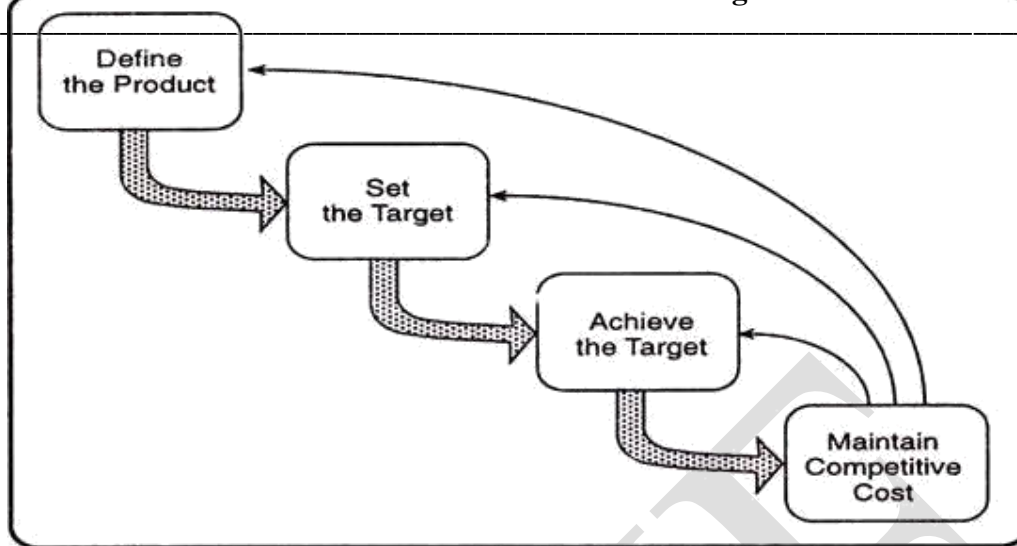 Define
the Product
Set
the Target
Achieve
the Target
Maintain
Competitive
Cost